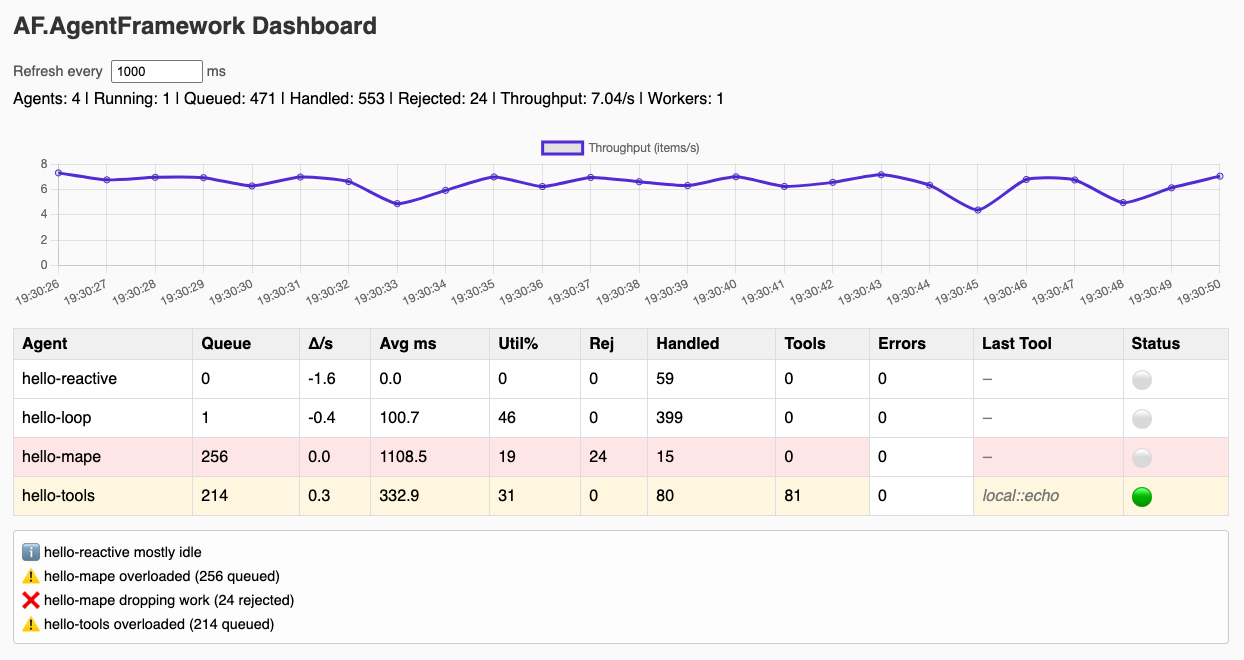 AF.AgentFramework Dashboard
Refresh every 1000 ms
Agents: 4 | Running: 1 | Queued: 471 | Handled: 553 | Rejected: 24 | Throughput: 7.04/s | Workers: 1
Throughput (items/s)
8
6
4
2
0
19:30:26 19:30:27 19:30:28 19:30:29 19:30:30 19:30:31 19:30:32 19:30:33 19:30:34 19:30:35 19:30:36 19:30:37 19:30:38 19:30:39 19:30:40 19:30:41 19:30:42 19:30:43 19:30:44 19:30:45 19:30:46 19:30:47 19:30:48 19:30:49 19:30:50
Agent Queue Δ/s Avg ms Util% Rej Handled Tools Errors Last Tool Status
hello-reactive 0 -1.6 0.0 0 0 59 0 0 –
hello-loop 1 -0.4 100.7 46 0 399 0 0 –
hello-mape 256 0.0 1108.5 19 24 15 0 0 –
hello-tools 214 0.3 332.9 31 0 80 81 0 local::echo
hello-reactive mostly idle
hello-mape overloaded (256 queued)
hello-mape dropping work (24 rejected)
hello-tools overloaded (214 queued)